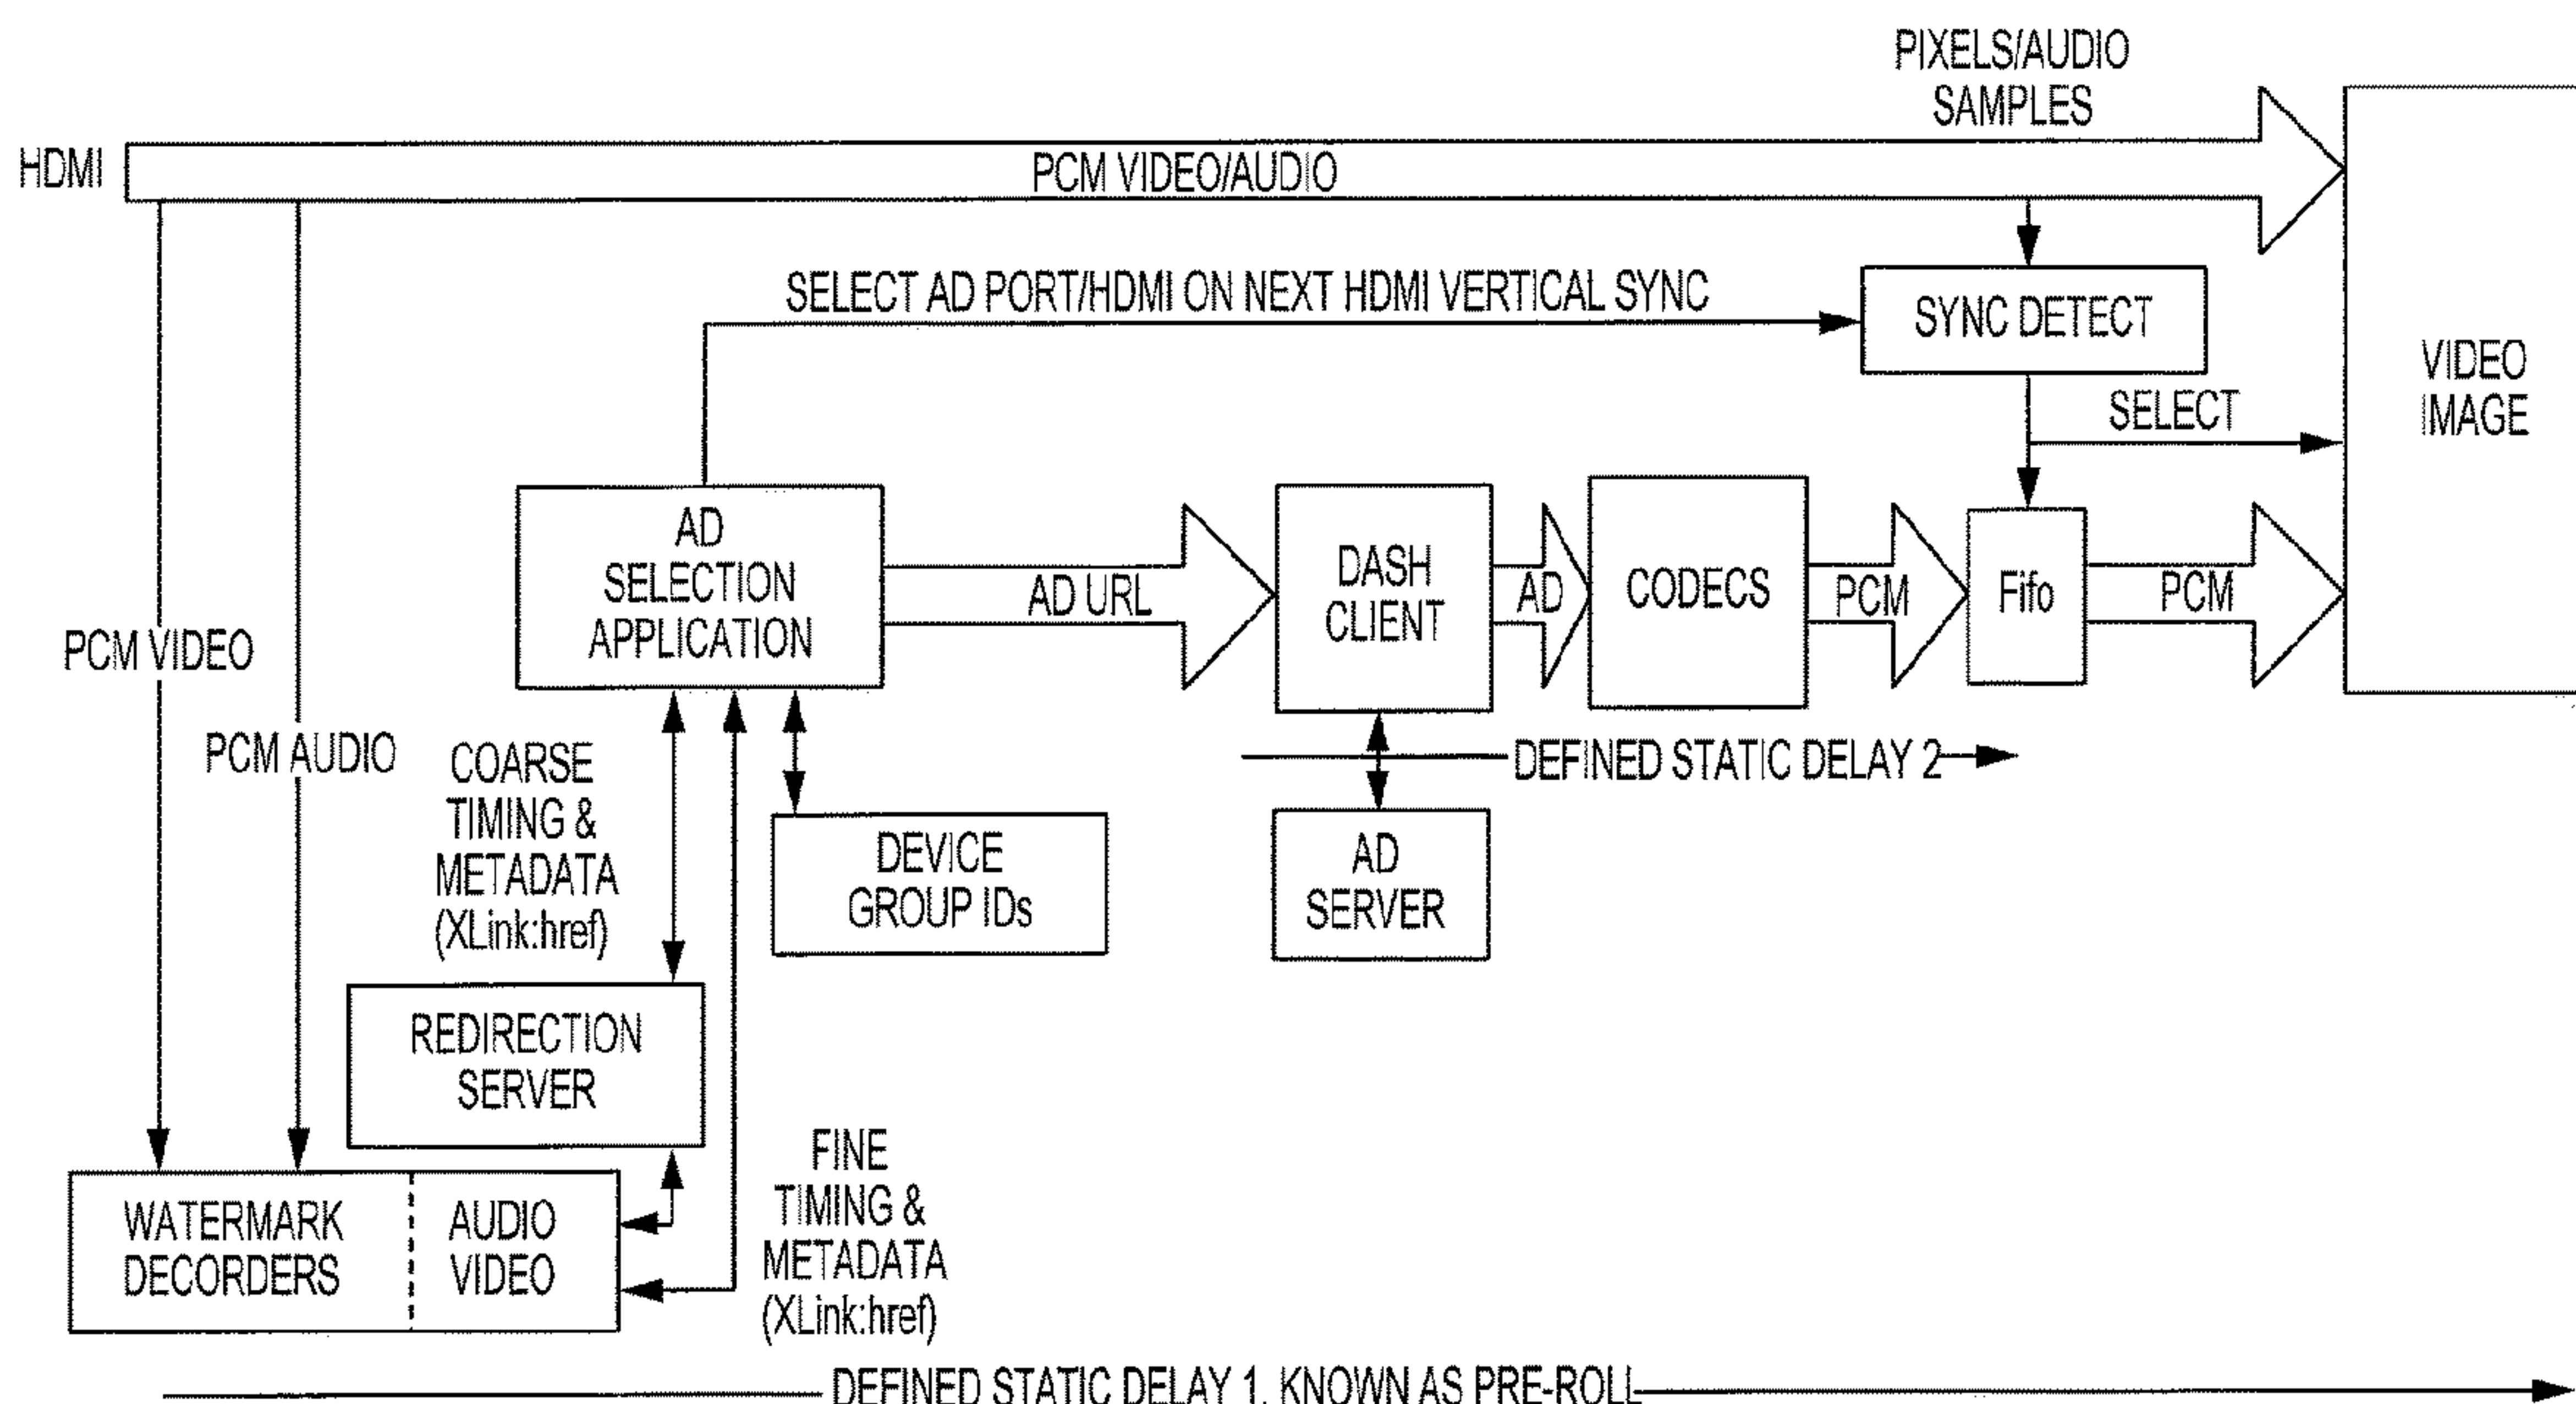 PIXELS/AUDIO
SAMPLES
HDMI
PCM VIDEO/AUDIO
SELECT AD PORT/HDMI ON NEXT HDMI VERTICAL SYNC
SYNC DETECT
VIDEO
IMAGE
SELECT
AD
SELECTION
APPLICATION
AD URL
DASH
CLIENT
AD
CODECS
PCM
Fifo
PCM
PCM VIDEO
PCM AUDIO
COARSE
TIMING &
METADATA
(XLink:href)
DEVICE
GROUP IDs
DEFINED STATIC DELAY 2
AD
SERVER
REDIRECTION
SERVER
FINE
TIMING &
METADATA
(XLink:href)
WATERMARK
DECORDERS
AUDIO
VIDEO
DEFINED STATIC DELAY 1, KNOWN AS PRE-ROLL